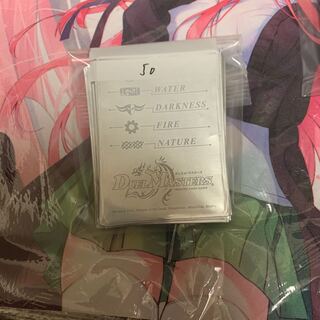 50
WATER
DARKNESS
FIRE
NATURE
DUEL MASTERS